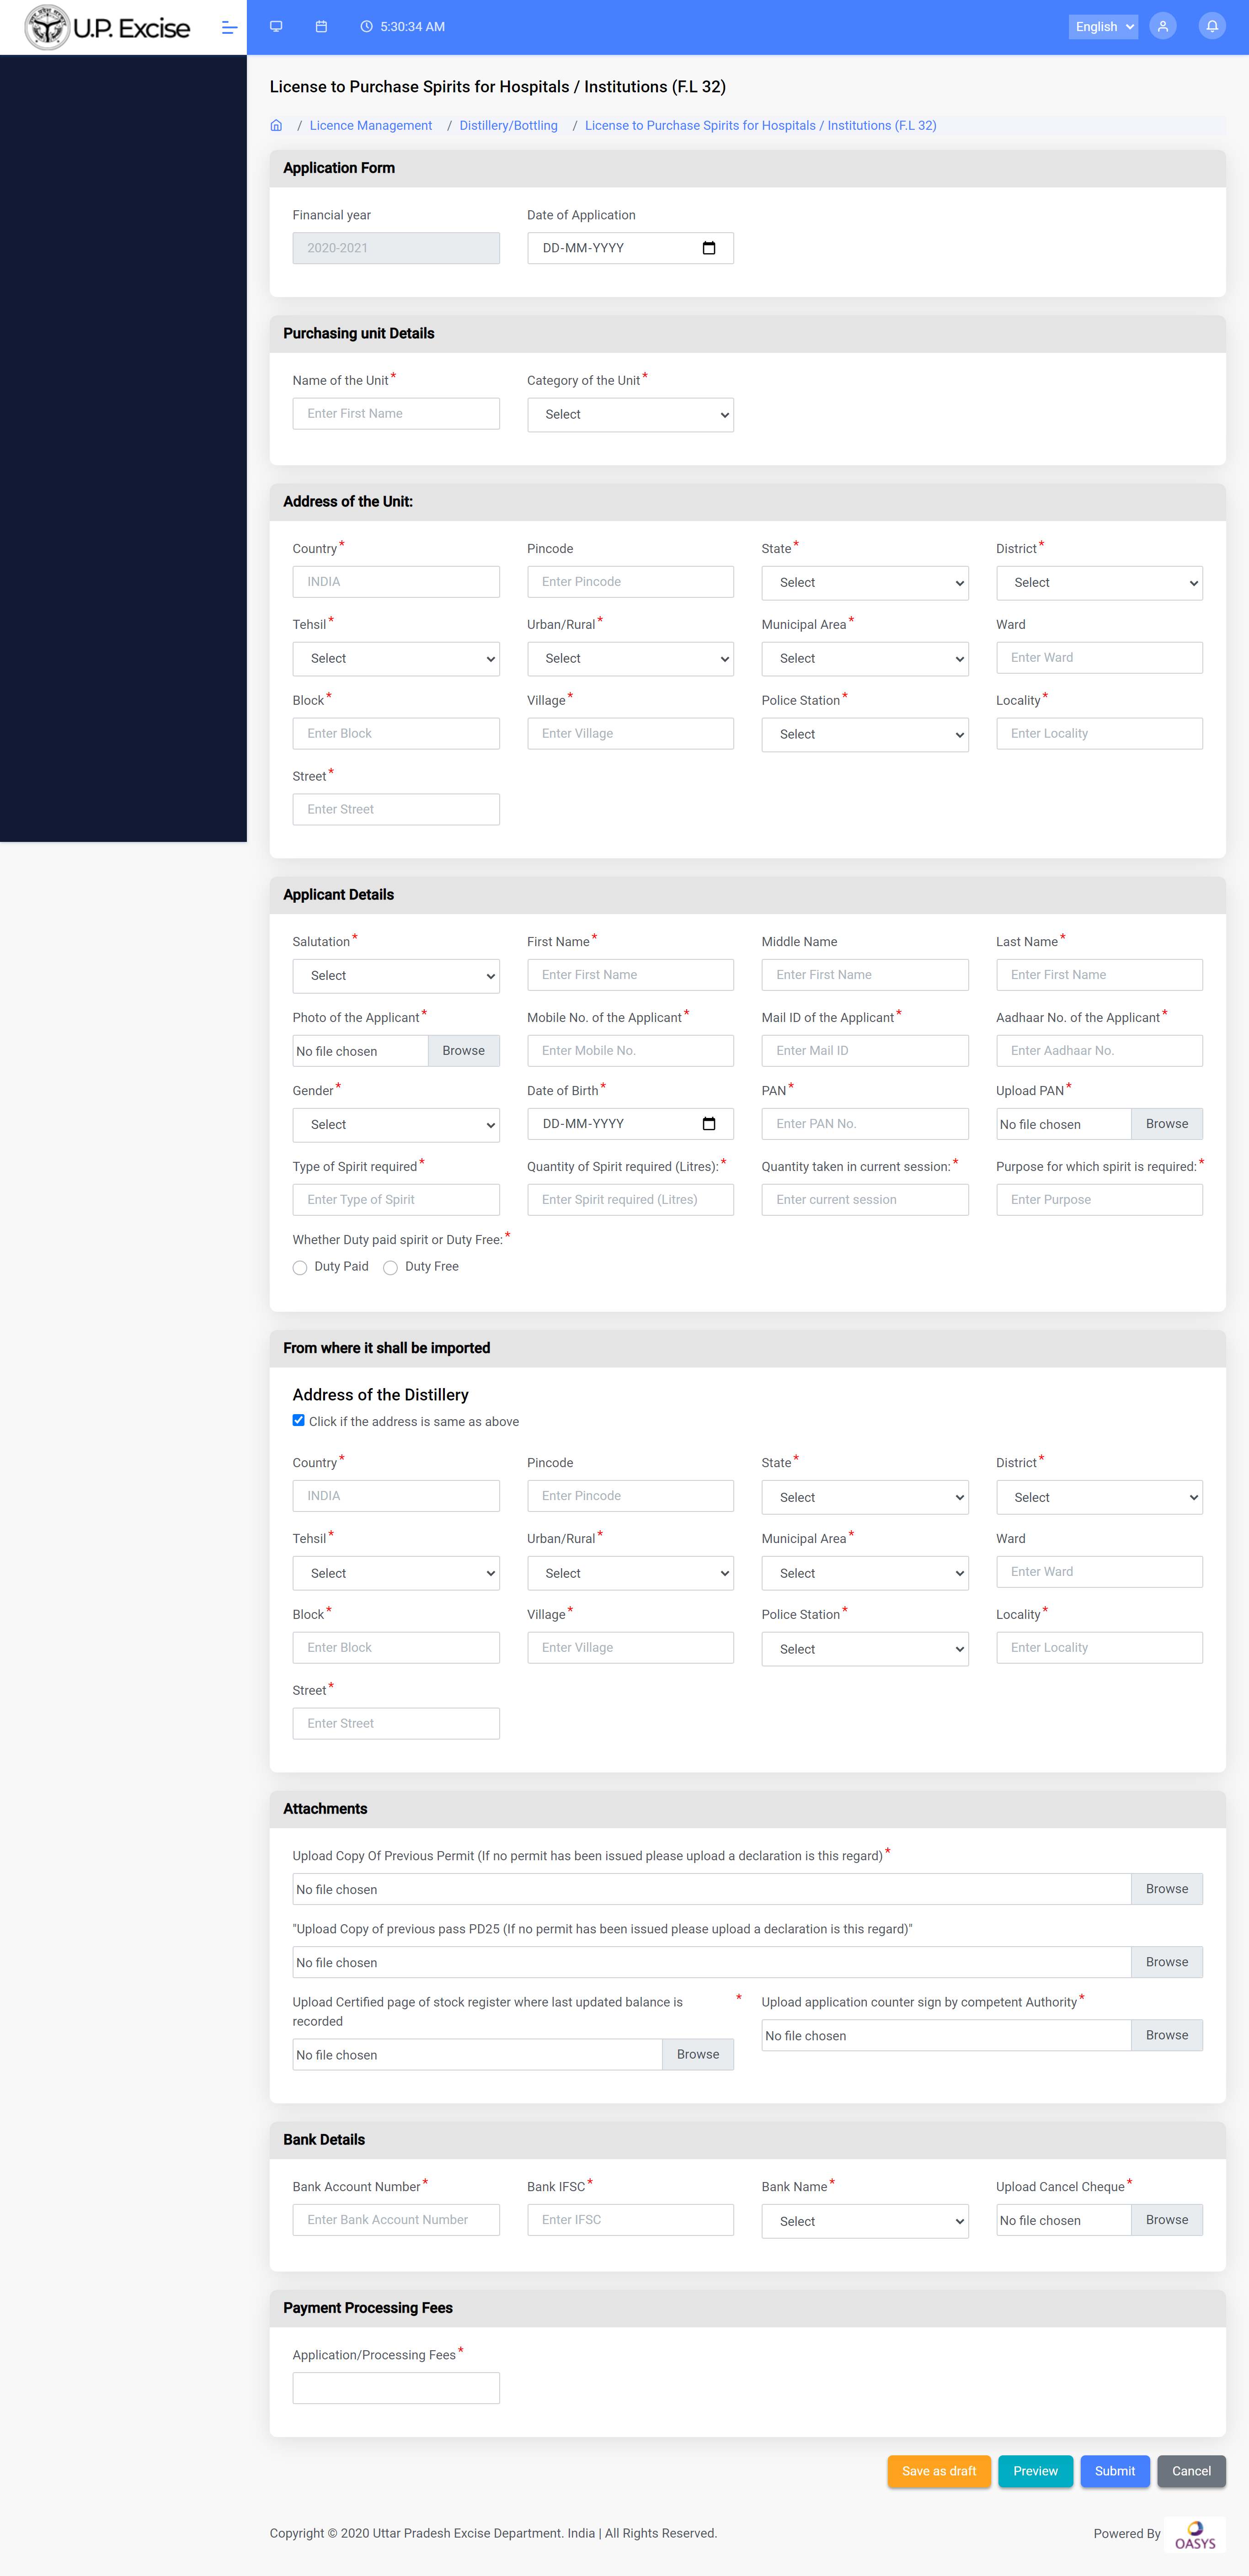 U.P. Excise
5:30:34 AM
English
License to Purchase Spirits for Hospitals / Institutions (F.L 32)
/ Licence Management / Distillery/Bottling / License to Purchase Spirits for Hospitals / Institutions (F.L 32)
Application Form
Financial year Date of Application
2020-2021 DD-MM-YYYY
Purchasing unit Details
Name of the Unit* Category of the Unit*
Enter First Name Select
Address of the Unit:
Country* Pincode State* District*
INDIA Enter Pincode Select Select
Tehsil* Urban/Rural* Municipal Area* Ward
Select Select Select Enter Ward
Block* Village* Police Station* Locality*
Enter Block Enter Village Select Enter Locality
Street*
Enter Street
Applicant Details
Salutation* First Name* Middle Name Last Name*
Select Enter First Name Enter First Name Enter First Name
Photo of the Applicant* Mobile No. of the Applicant* Mail ID of the Applicant* Aadhaar No. of the Applicant*
No file chosen Browse Enter Mobile No. Enter Mail ID Enter Aadhaar No.
Gender* Date of Birth* PAN* Upload PAN*
Select DD-MM-YYYY Enter PAN No. No file chosen Browse
Type of Spirit required* Quantity of Spirit required (Litres):* Quantity taken in current session:* Purpose for which spirit is required:*
Enter Type of Spirit Enter Spirit required (Litres) Enter current session Enter Purpose
Whether Duty paid spirit or Duty Free:*
Duty Paid Duty Free
From where it shall be imported
Address of the Distillery
Click if the address is same as above
Country* Pincode State* District*
INDIA Enter Pincode Select Select
Tehsil* Urban/Rural* Municipal Area* Ward
Select Select Select Enter Ward
Block* Village* Police Station* Locality*
Enter Block Enter Village Select Enter Locality
Street*
Enter Street
Attachments
Upload Copy Of Previous Permit (If no permit has been issued please upload a declaration is this regard)*
No file chosen Browse
"Upload Copy of previous pass PD25 (If no permit has been issued please upload a declaration is this regard)"
No file chosen Browse
Upload Certified page of stock register where last updated balance is * Upload application counter sign by competent Authority*
recorded
No file chosen Browse No file chosen Browse
Bank Details
Bank Account Number* Bank IFSC* Bank Name* Upload Cancel Cheque*
Enter Bank Account Number Enter IFSC Select No file chosen Browse
Payment Processing Fees
Application/Processing Fees*
Save as draft Preview Submit Cancel
Copyright © 2020 Uttar Pradesh Excise Department. India | All Rights Reserved. Powered By OASYS